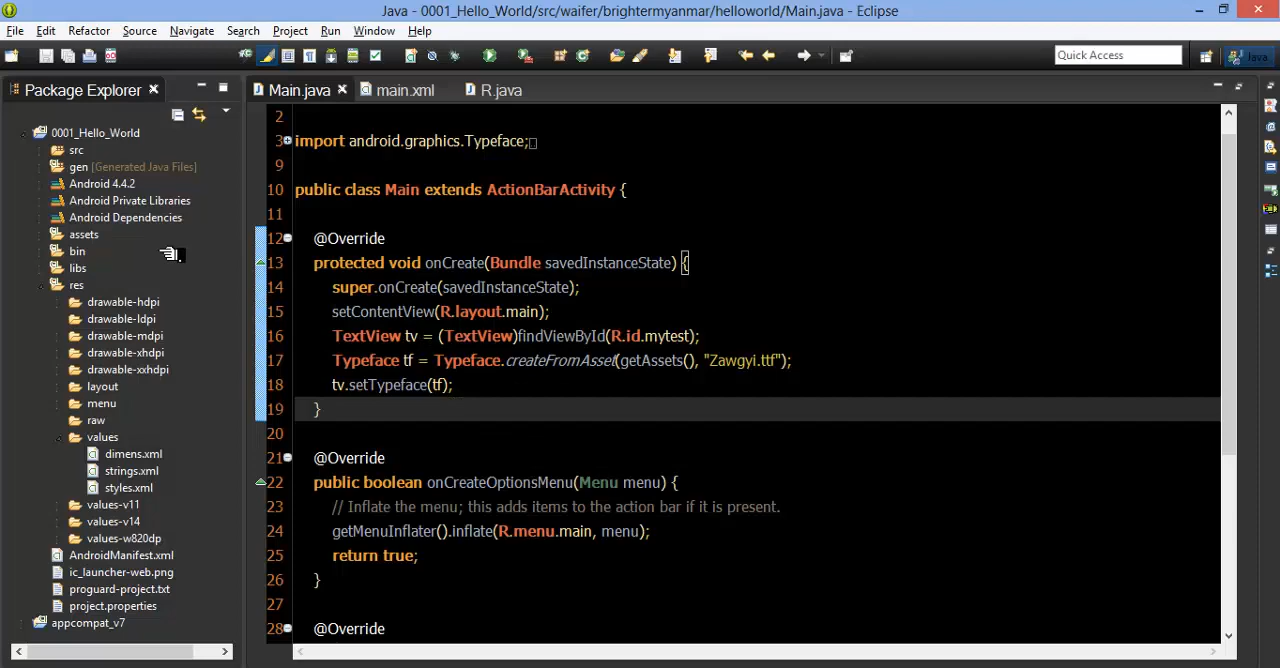 Java - 0001_Hello_World/src/waifer/brightermyanmar/helloworld/Main.java - Eclipse
File Edit Refactor Source Navigate Search Project Run Window Help
Quick Access
Java
Package Explorer
Main.java main.xml R.java
0001_Hello_World
src
gen [Generated Java Files]
Android 4.4.2
Android Private Libraries
Android Dependencies
assets
bin
libs
res
drawable-hdpi
drawable-ldpi
drawable-mdpi
drawable-xhdpi
drawable-xxhdpi
layout
menu
raw
values
dimens.xml
strings.xml
styles.xml
values-v11
values-v14
values-w820dp
AndroidManifest.xml
ic_launcher-web.png
proguard-project.txt
project.properties
appcompat_v7
2
3 import android.graphics.Typeface;
9
10 public class Main extends ActionBarActivity {
11
12 @Override
13 protected void onCreate(Bundle savedInstanceState) {
14 super.onCreate(savedInstanceState);
15 setContentView(R.layout.main);
16 TextView tv = (TextView)findViewById(R.id.mytest);
17 Typeface tf = Typeface.createFromAsset(getAssets(), "Zawgyi.ttf");
18 tv.setTypeface(tf);
19 }
20
21 @Override
22 public boolean onCreateOptionsMenu(Menu menu) {
23 // Inflate the menu; this adds items to the action bar if it is present.
24 getMenuInflater().inflate(R.menu.main, menu);
25 return true;
26 }
27
28 @Override